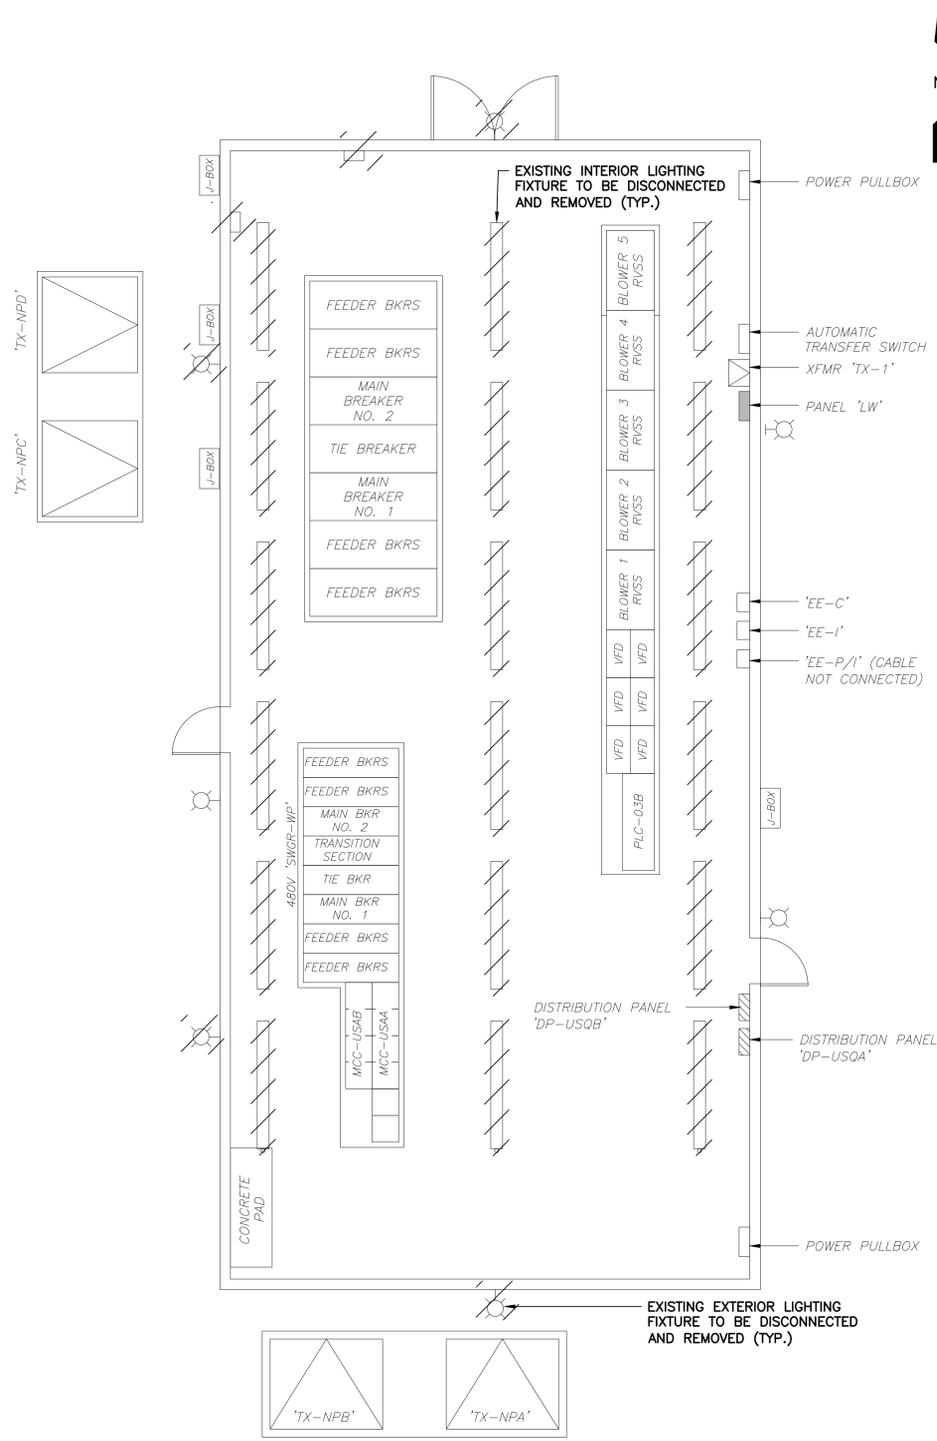 EXISTING INTERIOR LIGHTING
FIXTURE TO BE DISCONNECTED
AND REMOVED (TYP.)
J-BOX
POWER PULLBOX
'TX-NPD'
J-BOX
'TX-NPC'
J-BOX
FEEDER BKRS
FEEDER BKRS
MAIN
BREAKER
NO. 2
TIE BREAKER
MAIN
BREAKER
NO. 1
FEEDER BKRS
FEEDER BKRS
BLOWER 5
RVSS
BLOWER 4
RVSS
BLOWER 3
RVSS
BLOWER 2
RVSS
BLOWER 1
RVSS
VFD
VFD
VFD
VFD
VFD
VFD
PLC-03B
AUTOMATIC
TRANSFER SWITCH
XFMR 'TX-1'
PANEL 'LW'
'EE-C'
'EE-I'
'EE-P/I' (CABLE
NOT CONNECTED)
J-BOX
480V 'SWGR-WP'
FEEDER BKRS
FEEDER BKRS
MAIN BKR
NO. 2
TRANSITION
SECTION
TIE BKR
MAIN BKR
NO. 1
FEEDER BKRS
FEEDER BKRS
MCC-USAB
MCC-USAA
DISTRIBUTION PANEL
'DP-USQB'
DISTRIBUTION PANEL
'DP-USQA'
CONCRETE
PAD
POWER PULLBOX
EXISTING EXTERIOR LIGHTING
FIXTURE TO BE DISCONNECTED
AND REMOVED (TYP.)
'TX-NPB'
'TX-NPA'